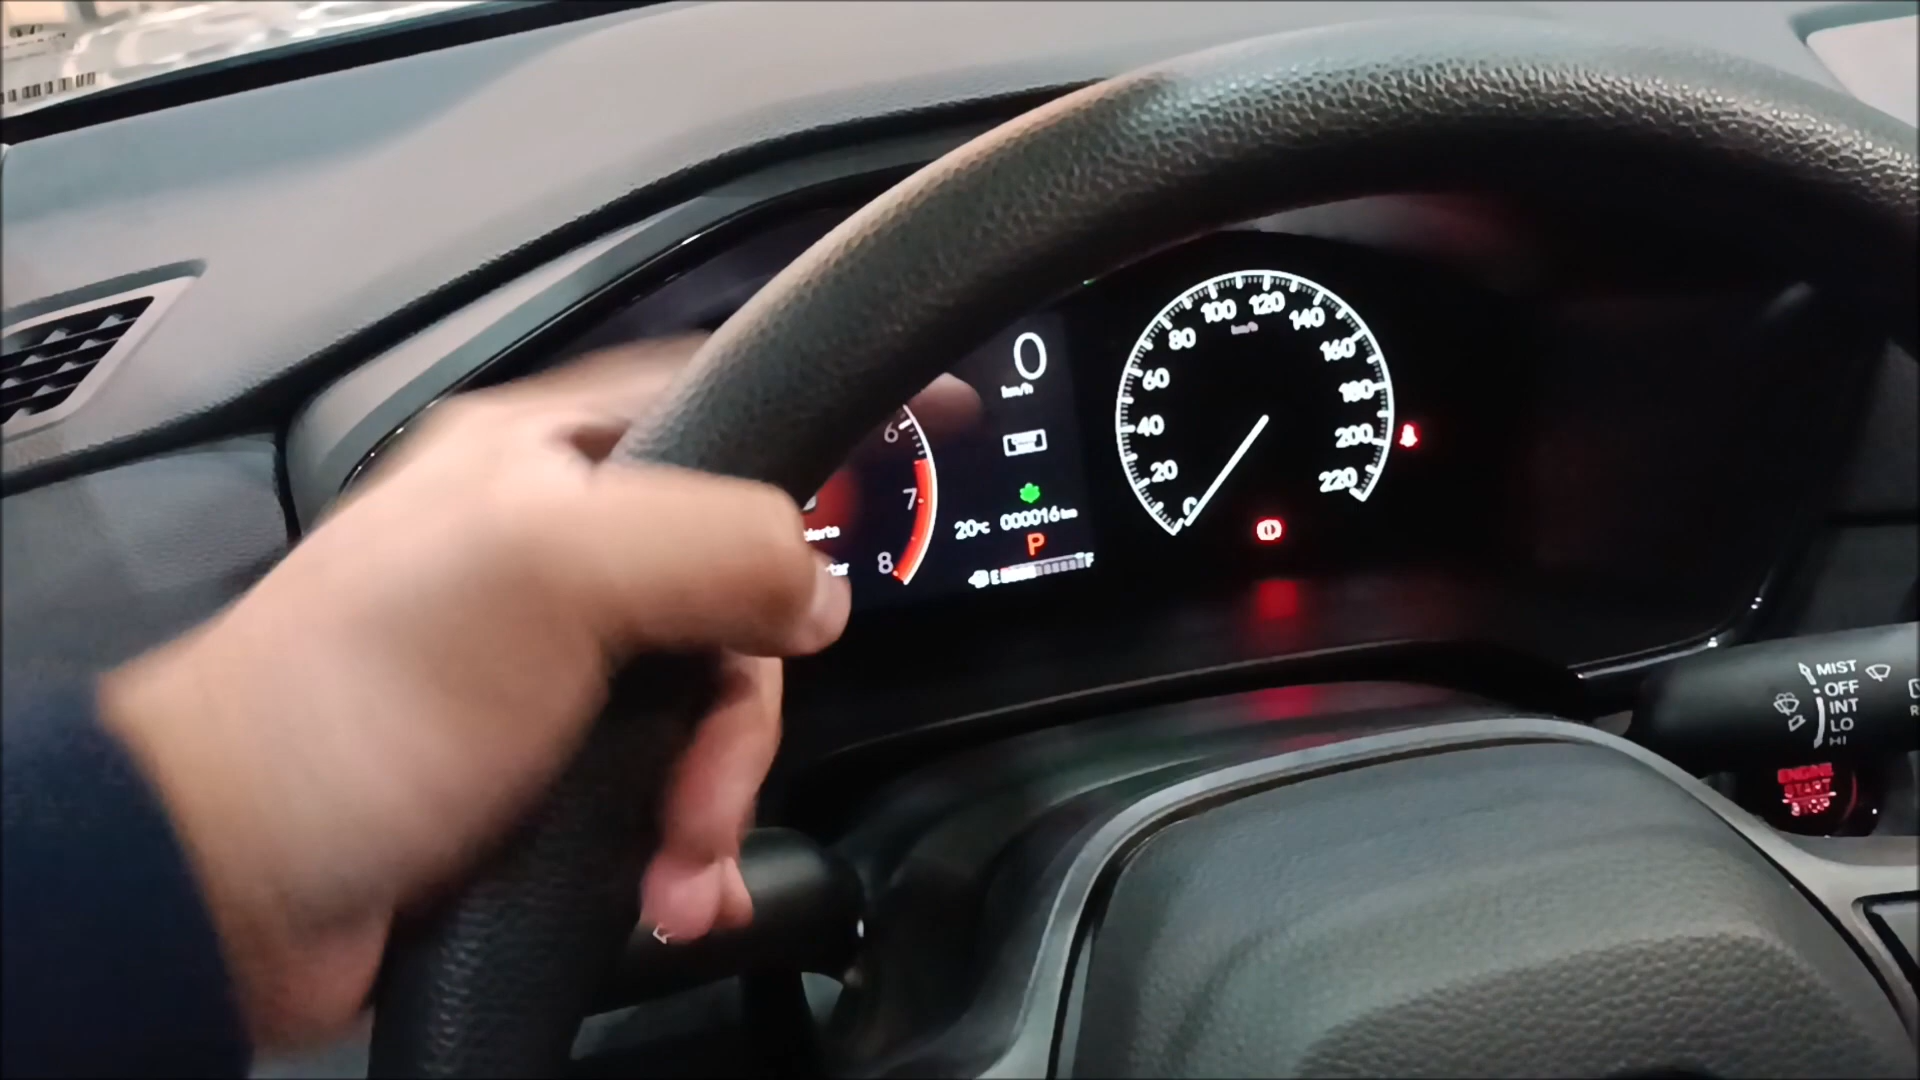 0
km/h
6
7
8
20°C 000016km
P
E F
0
20
40
60
80
100
120
140
160
180
200
220
km/h
MIST
OFF
INT
LO
HI
ENGINE
START
STOP